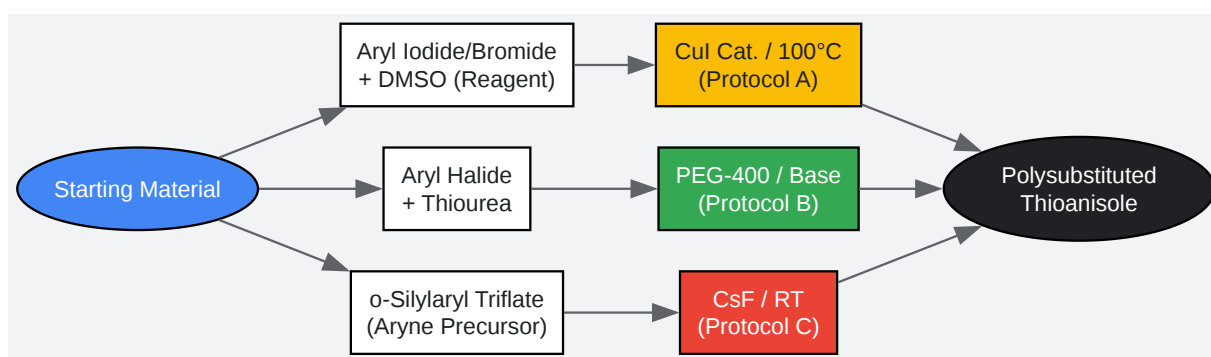 Starting Material
Aryl Iodide/Bromide
+ DMSO (Reagent)
CuI Cat. / 100°C
(Protocol A)
Aryl Halide
+ Thiourea
PEG-400 / Base
(Protocol B)
o-Silylaryl Triflate
(Aryne Precursor)
CsF / RT
(Protocol C)
Polysubstituted
Thioanisole